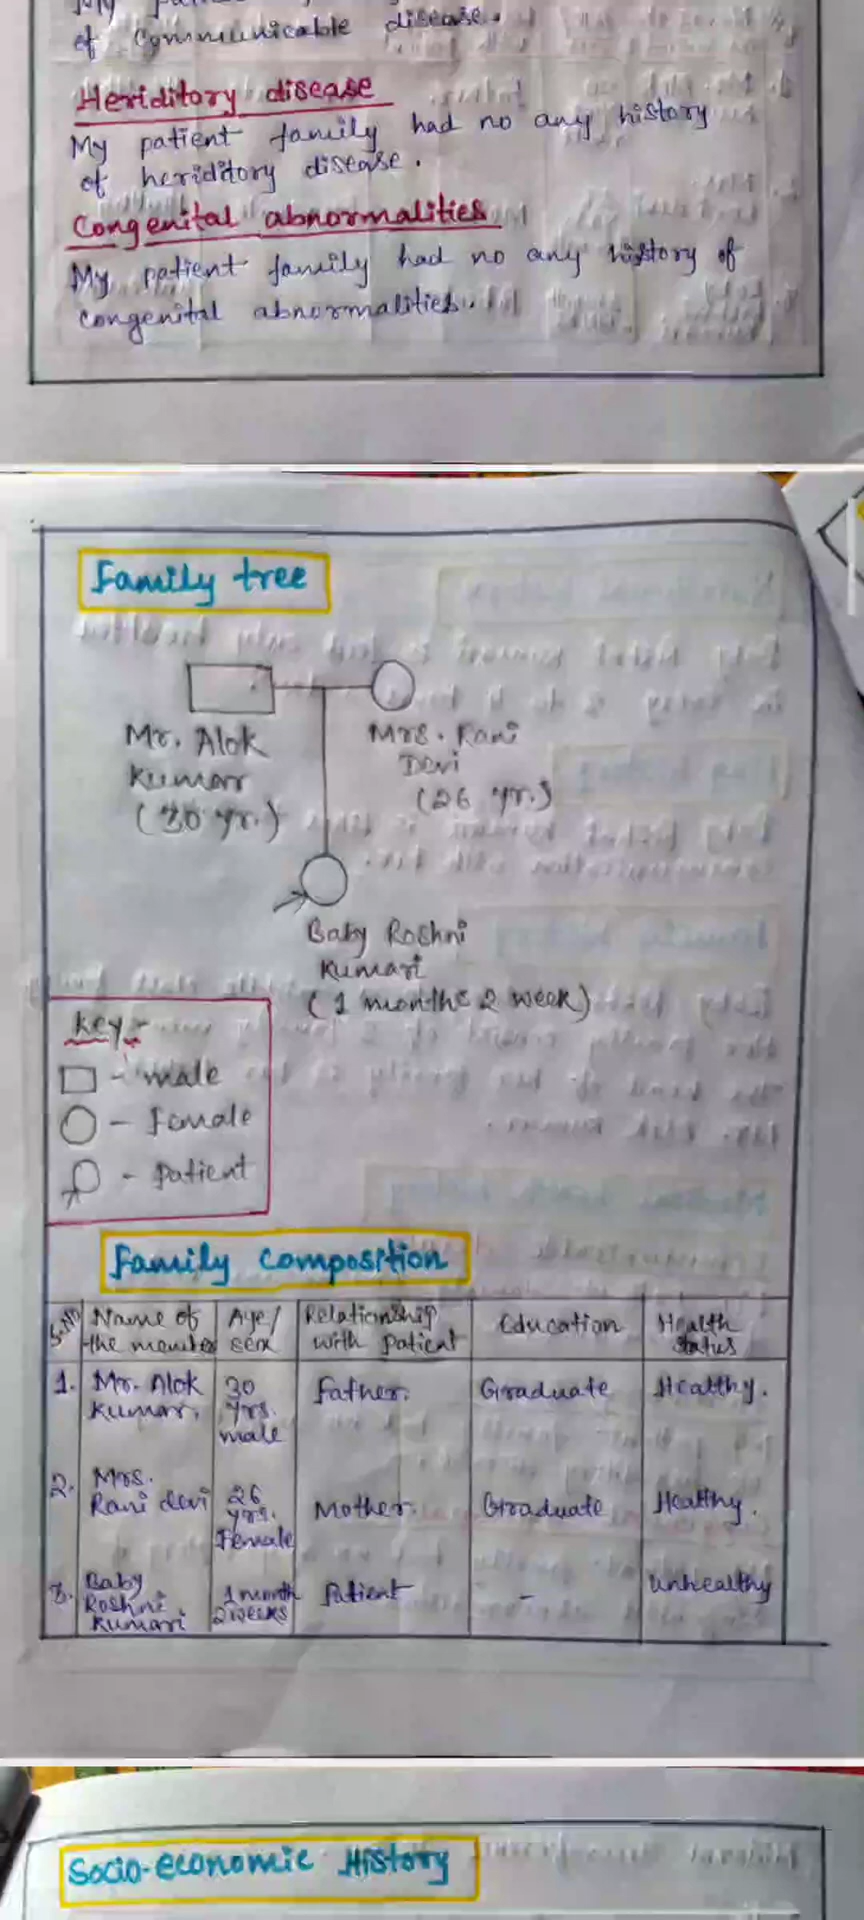 of communicable disease.
Heriditory disease
My patient family had no any history
of heriditory disease.
Congenital abnormalities
My patient family had no any history of
congenital abnormalities.
Family tree
Mr. Alok
Kumar
(30 yr.)
Mrs. Rani
Devi
(26 yr.)
Baby Roshni
Kumari
(1 months 2 week)
Key:-
- male
- female
- Patient
Family composition
S.no Name of the member Age/sex Relationship with patient Education Health status
1. Mr. Alok Kumar. 30 yrs. male Father. Graduate Healthy.
2. Mrs. Rani devi 26 yrs. Female Mother. Graduate Healthy.
3. Baby Roshni Kumari 1 month 2 weeks Patient - unhealthy
Socio-economic History